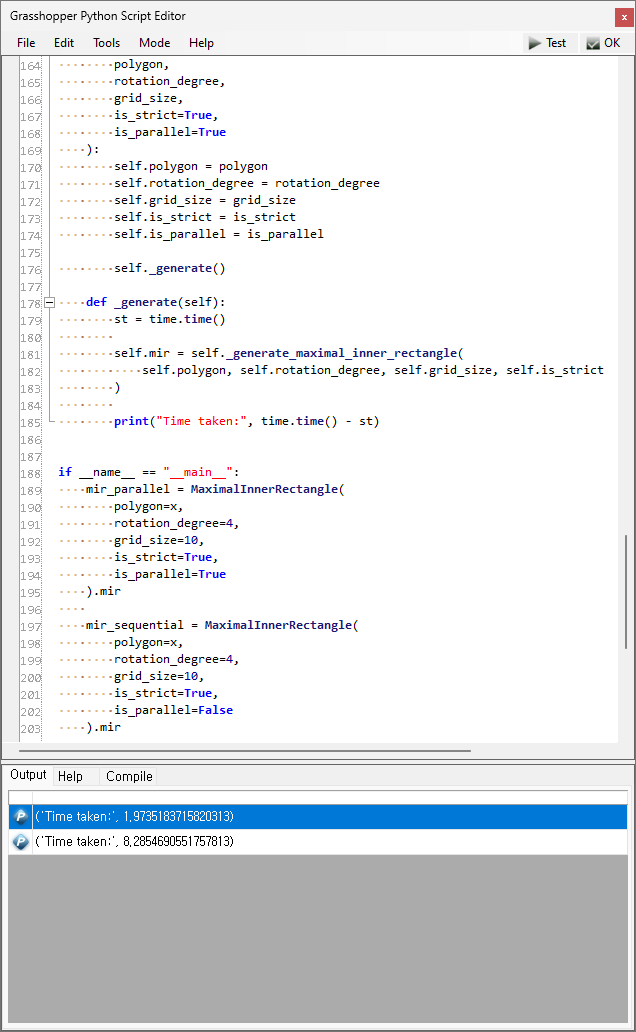 Grasshopper Python Script Editor
x
File Edit Tools Mode Help Test OK
164 polygon,
165 rotation_degree,
166 grid_size,
167 is_strict=True,
168 is_parallel=True
169 ):
170 self.polygon = polygon
171 self.rotation_degree = rotation_degree
172 self.grid_size = grid_size
173 self.is_strict = is_strict
174 self.is_parallel = is_parallel
175
176 self._generate()
177
178 def _generate(self):
179 st = time.time()
180
181 self.mir = self._generate_maximal_inner_rectangle(
182 self.polygon, self.rotation_degree, self.grid_size, self.is_strict
183 )
184
185 print("Time taken:", time.time() - st)
186
187
188 if __name__ == "__main__":
189 mir_parallel = MaximalInnerRectangle(
190 polygon=x,
191 rotation_degree=4,
192 grid_size=10,
193 is_strict=True,
194 is_parallel=True
195 ).mir
196
197 mir_sequential = MaximalInnerRectangle(
198 polygon=x,
199 rotation_degree=4,
200 grid_size=10,
201 is_strict=True,
202 is_parallel=False
203 ).mir
Output Help Compile
('Time taken:', 1.9735183715820313)
('Time taken:', 8.2854690551757813)